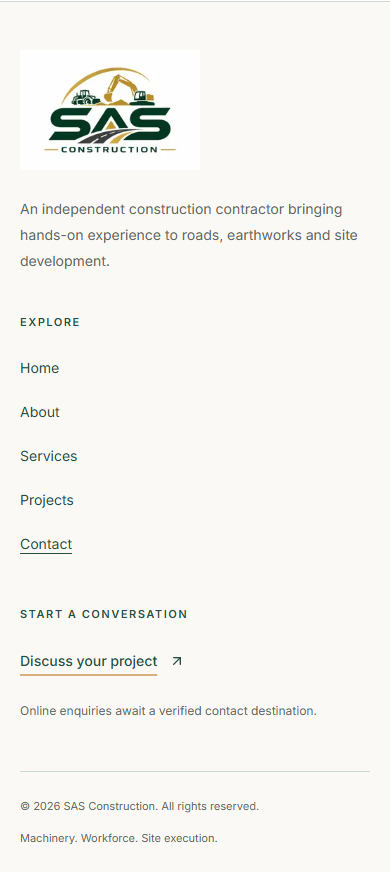 SAS
CONSTRUCTION
An independent construction contractor bringing
hands-on experience to roads, earthworks and site
development.
EXPLORE
Home
About
Services
Projects
Contact
START A CONVERSATION
Discuss your project
Online enquiries await a verified contact destination.
© 2026 SAS Construction. All rights reserved.
Machinery. Workforce. Site execution.